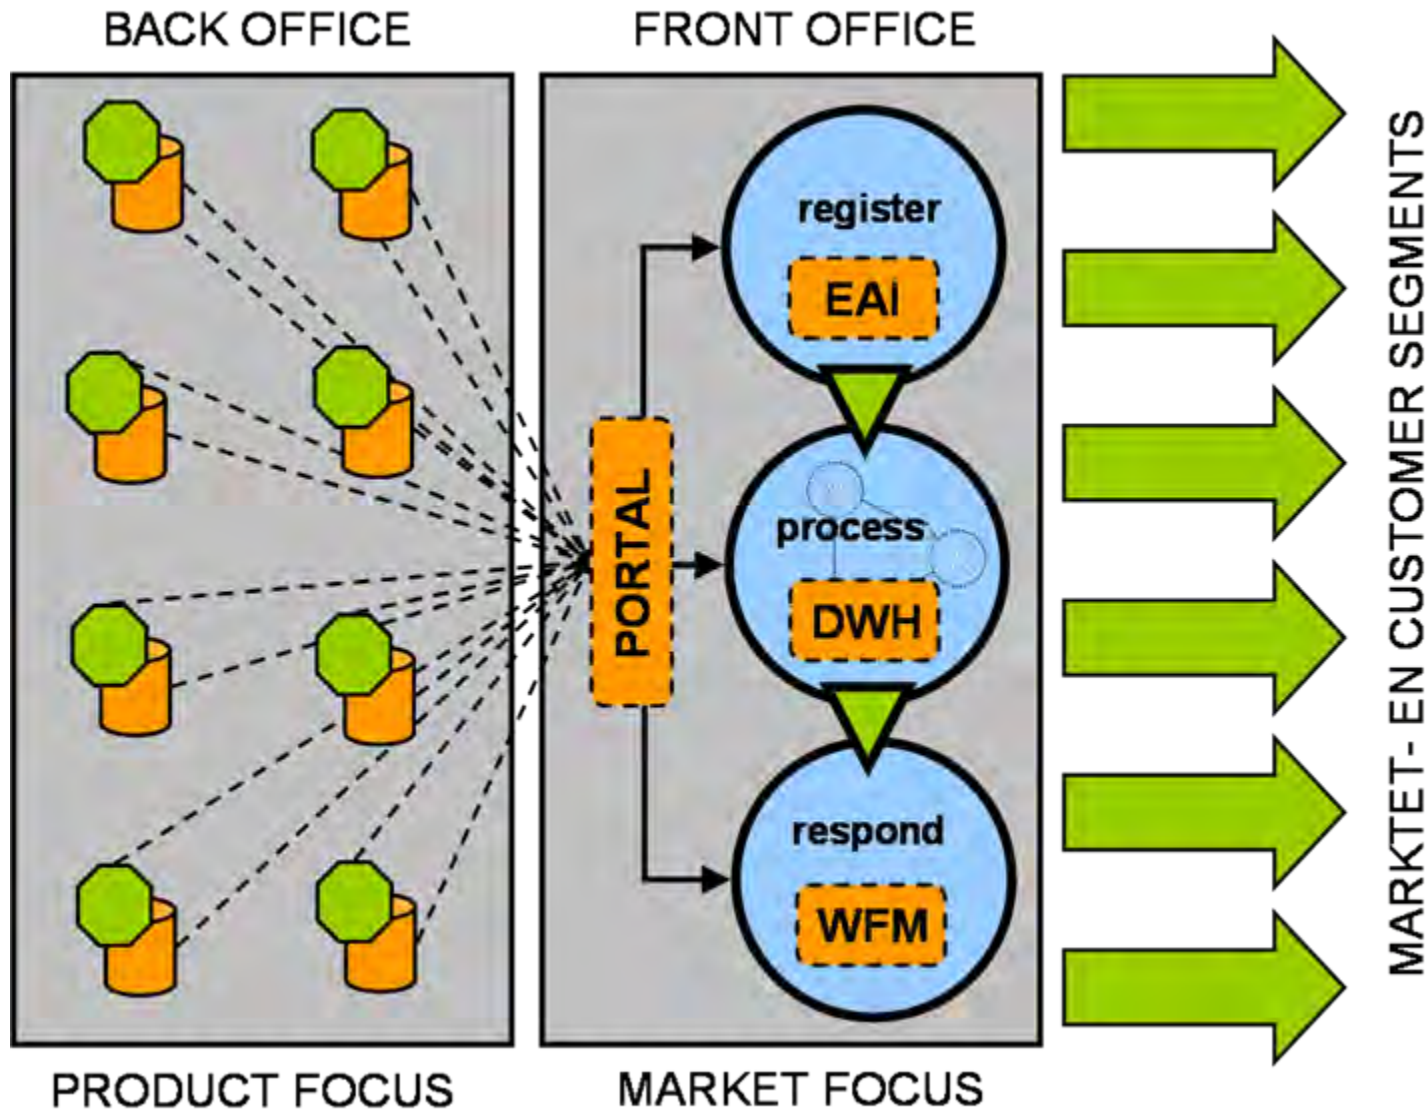 BACK OFFICE
FRONT OFFICE
register
EAI
PORTAL
process
DWH
respond
WFM
MARKTET- EN CUSTOMER SEGMENTS
PRODUCT FOCUS
MARKET FOCUS